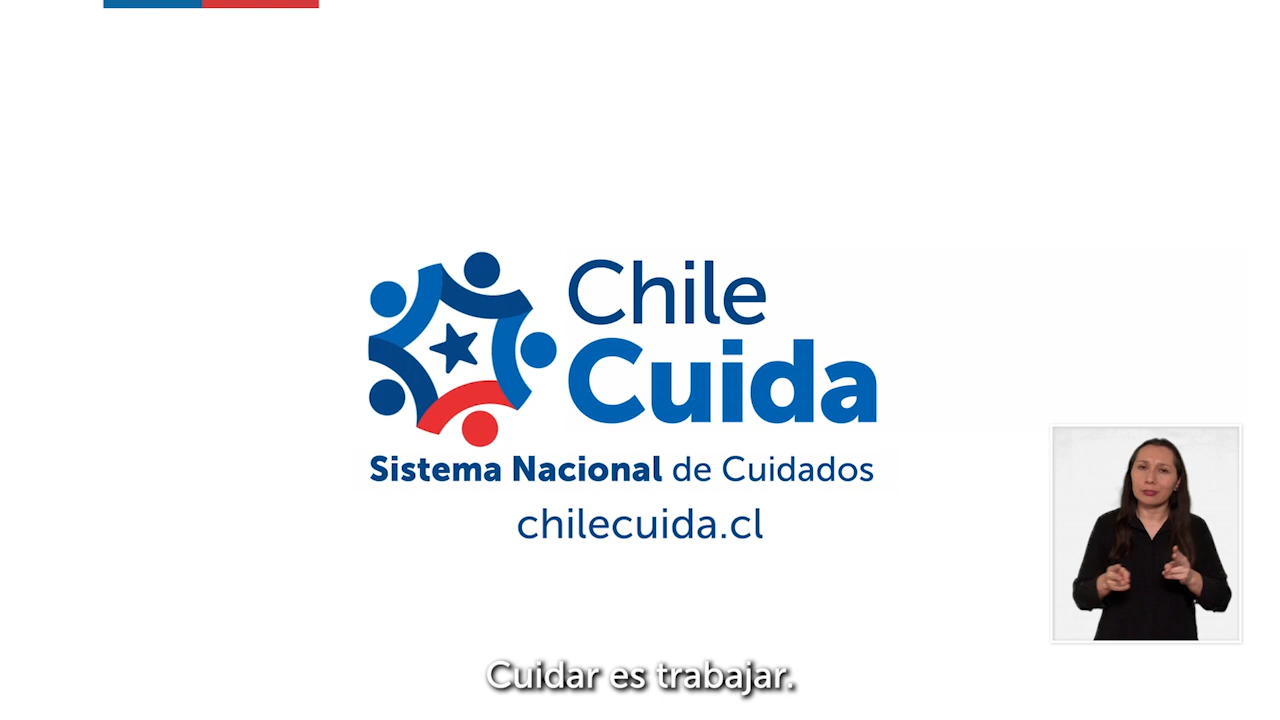 Chile
Cuida
Sistema Nacional de Cuidados
chilecuida.cl
Cuidar es trabajar.